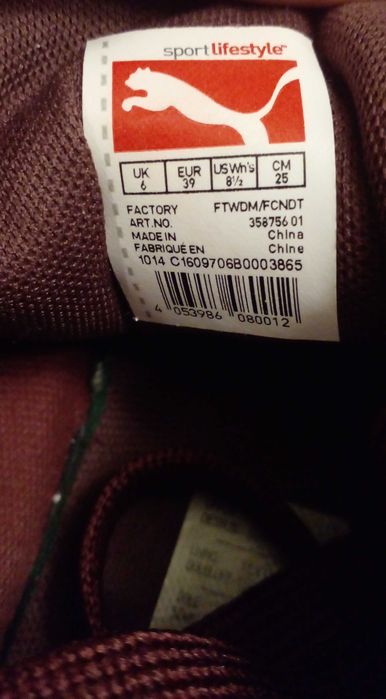 sportlifestyle™
UK EUR US Wn's CM
6 39 8½ 25
FACTORY FTWDM/FCNDT
ART.NO. 358756 01
MADE IN China
FABRIQUÉ EN Chine
1014 C1609706B0003865
4 053986 080012